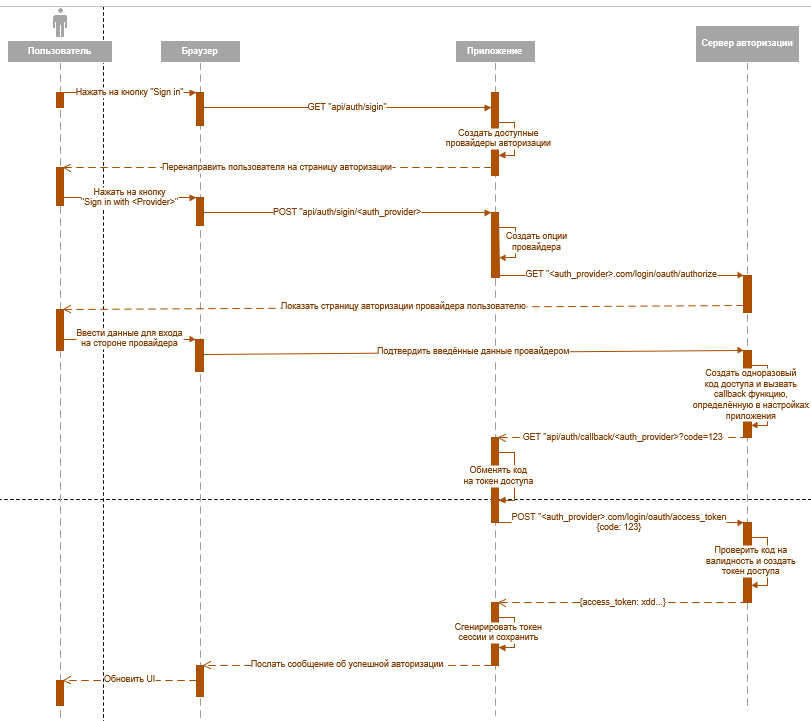 Пользователь
Браузер
Приложение
Сервер авторизации
Нажать на кнопку "Sign in"
GET "api/auth/sigin"
Создать доступные
провайдеры авторизации
Перенаправить пользователя на страницу авторизации
Нажать на кнопку
"Sign in with <Provider>"
POST "api/auth/sigin/<auth_provider>
Создать опции
провайдера
GET "<auth_provider>.com/login/oauth/authorize
Показать страницу авторизации провайдера пользователю
Ввести данные для входа
на стороне провайдера
Подтвердить введённые данные провайдером
Создать одноразовый
код доступа и вызвать
callback функцию,
определённую в настройках
приложения
GET "api/auth/callback/<auth_provider>?code=123
Обменять код
на токен доступа
POST "<auth_provider>.com/login/oauth/access_token
{code: 123}
Проверить код на
валидность и создать
токен доступа
{access_token: xdd...}
Сгенирировать токен
сессии и сохранить
Послать сообщение об успешной авторизации
Обновить UI